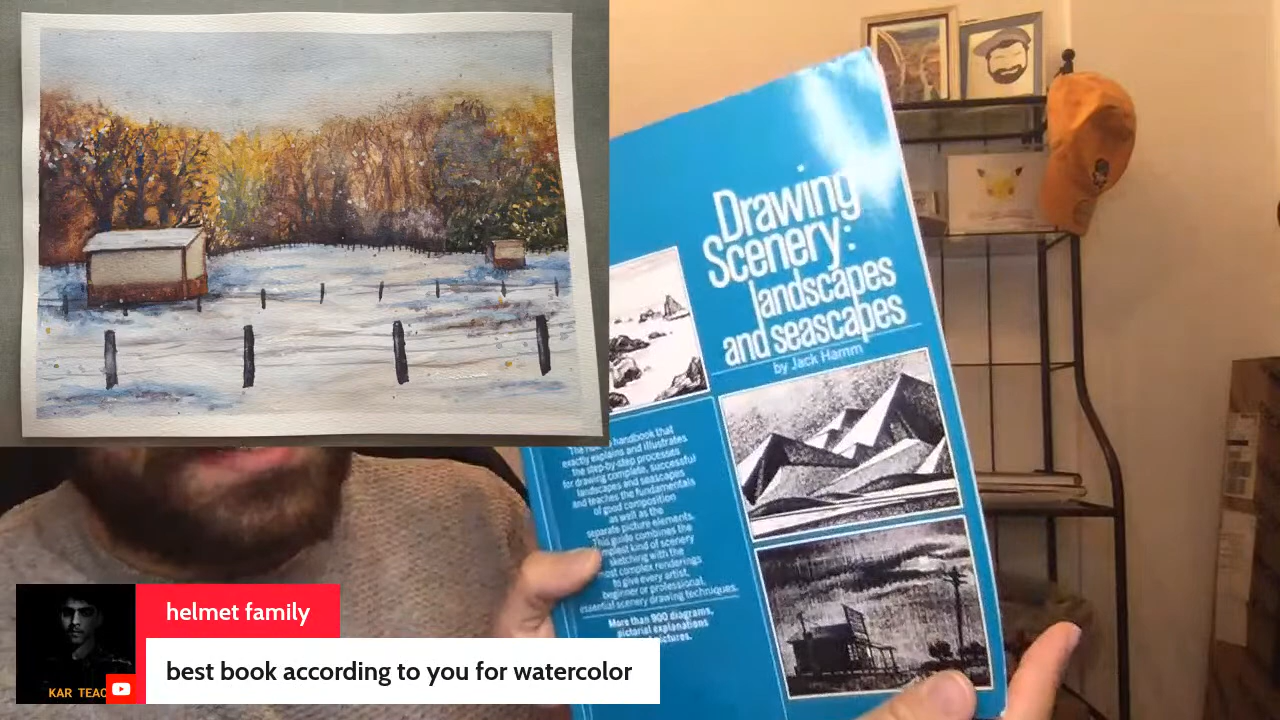 Drawing
Scenery:
landscapes
and seascapes
by Jack Hamm
handbook that
exactly explains and illustrates
the step-by-step processes
for drawing complete, successful
landscapes and seascapes
and teaches the fundamentals
of good composition
as well as the
separate picture elements.
This guide combines the
kind of scenery
sketching with the
complex renderings
to give every artist,
beginner or professional,
essential scenery drawing techniques.
More than 900 diagrams,
pictorial explanations
helmet family
KAR TEAC
best book according to you for watercolor